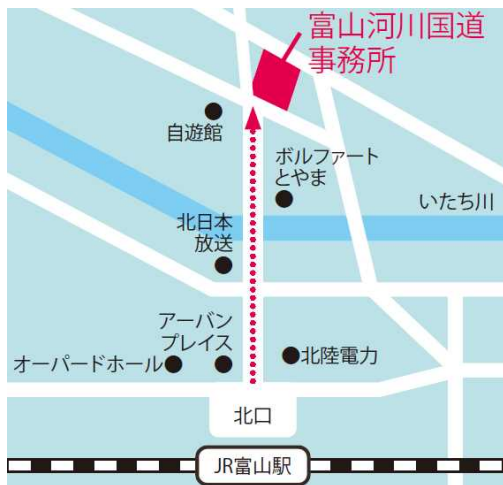 富山河川国道
事務所
自遊館
ボルファート
とやま
いたち川
北日本
放送
アーバン
プレイス
オーパードホール
北陸電力
北口
JR富山駅